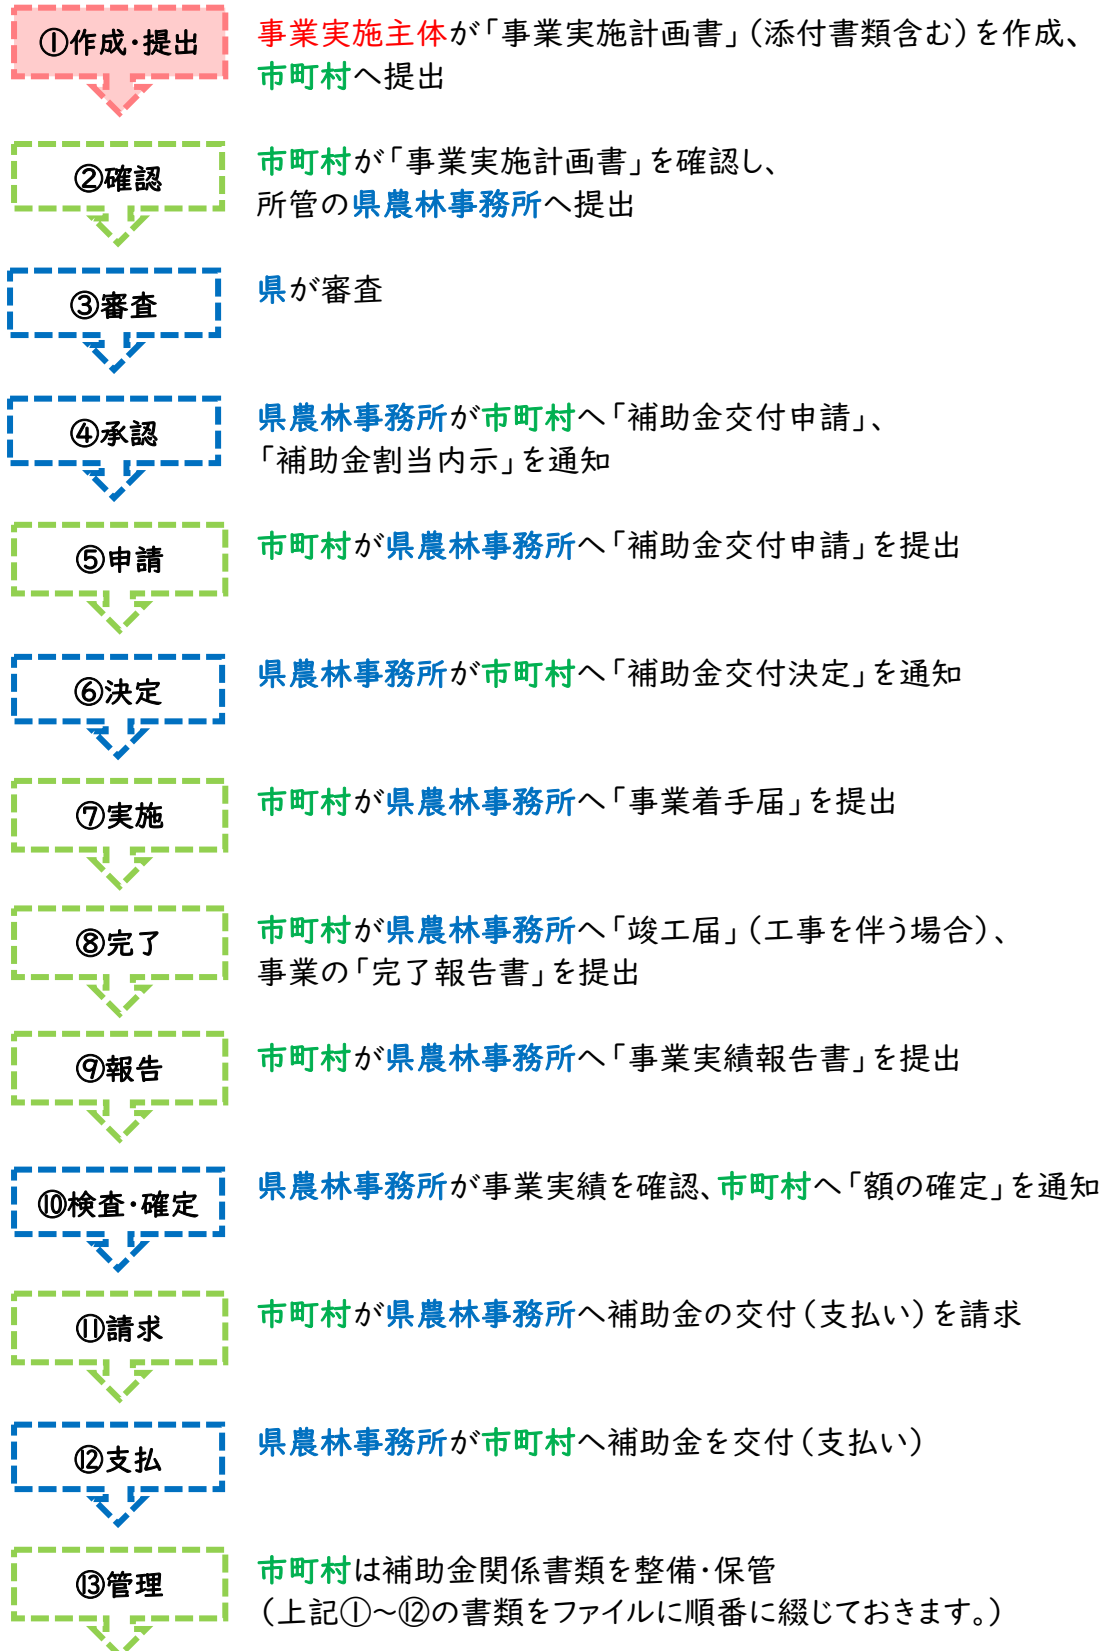 ①作成・提出
事業実施主体が「事業実施計画書」（添付書類含む）を作成、
市町村へ提出
②確認
市町村が「事業実施計画書」を確認し、
所管の県農林事務所へ提出
③審査
県が審査
④承認
県農林事務所が市町村へ「補助金交付申請」、
「補助金割当内示」を通知
⑤申請
市町村が県農林事務所へ「補助金交付申請」を提出
⑥決定
県農林事務所が市町村へ「補助金交付決定」を通知
⑦実施
市町村が県農林事務所へ「事業着手届」を提出
⑧完了
市町村が県農林事務所へ「竣工届」（工事を伴う場合）、
事業の「完了報告書」を提出
⑨報告
市町村が県農林事務所へ「事業実績報告書」を提出
⑩検査・確定
県農林事務所が事業実績を確認、市町村へ「額の確定」を通知
⑪請求
市町村が県農林事務所へ補助金の交付（支払い）を請求
⑫支払
県農林事務所が市町村へ補助金を交付（支払い）
⑬管理
市町村は補助金関係書類を整備・保管
（上記①～⑫の書類をファイルに順番に綴じておきます。）